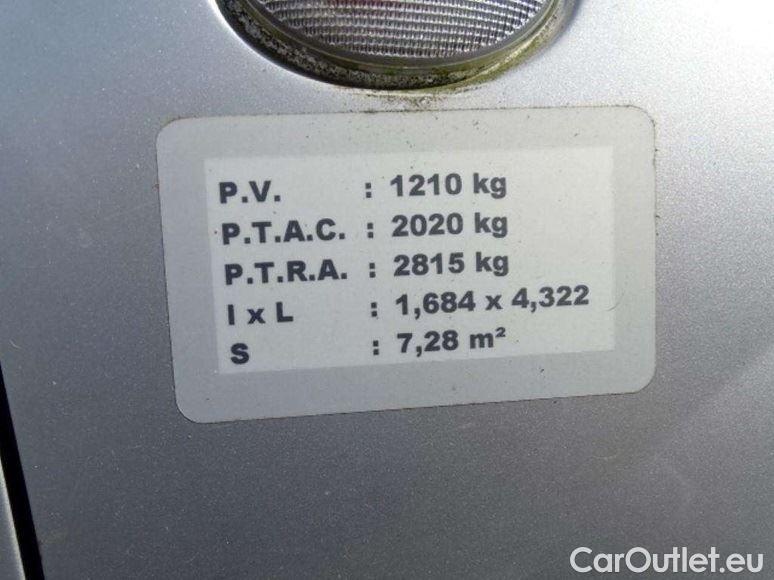 P.V. : 1210 kg
P.T.A.C. : 2020 kg
P.T.R.A. : 2815 kg
l x L : 1,684 x 4,322
S : 7,28 m²
CarOutlet.eu